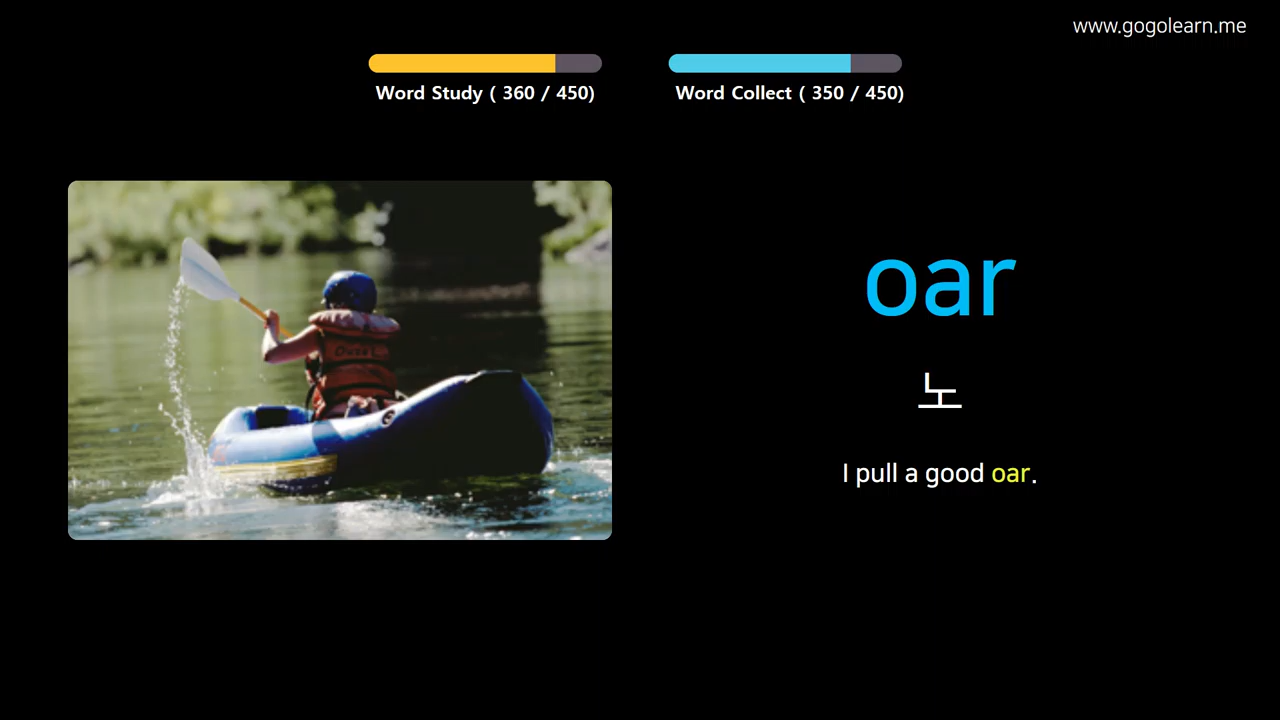 www.gogolearn.me
Word Study ( 360 / 450)
Word Collect ( 350 / 450)
oar
노
I pull a good oar.